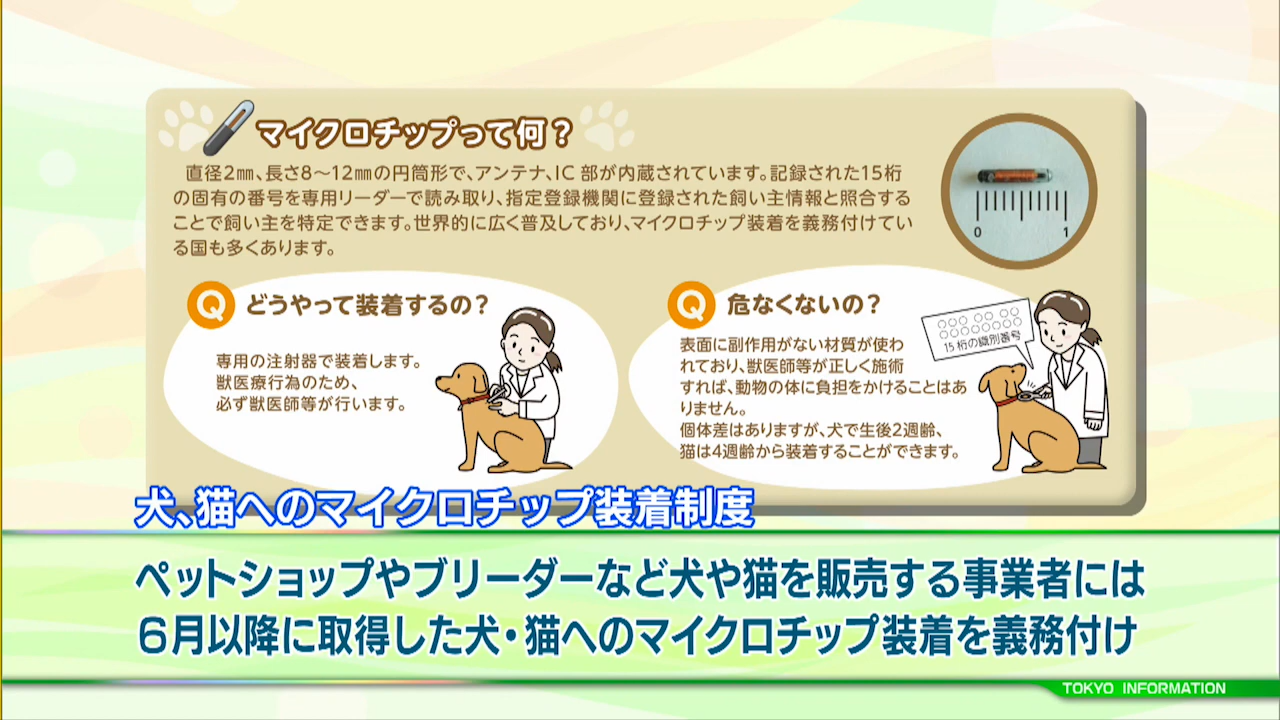 マイクロチップって何？
直径2㎜、長さ8～12㎜の円筒形で、アンテナ、IC 部が内蔵されています。記録された15桁
の固有の番号を専用リーダーで読み取り、指定登録機関に登録された飼い主情報と照合する
ことで飼い主を特定できます。世界的に広く普及しており、マイクロチップ装着を義務付けてい
る国も多くあります。
0 1
Q どうやって装着するの？
専用の注射器で装着します。
獣医療行為のため、
必ず獣医師等が行います。
Q 危なくないの？
表面に副作用がない材質が使わ
れており、獣医師等が正しく施術
すれば、動物の体に負担をかけることはあ
りません。
個体差はありますが、犬で生後2週齢、
猫は4週齢から装着することができます。
○○○○○○○
○○○○○○○○
15桁の識別番号
犬、猫へのマイクロチップ装着制度
ペットショップやブリーダーなど犬や猫を販売する事業者には
6月以降に取得した犬・猫へのマイクロチップ装着を義務付け
TOKYO INFORMATION